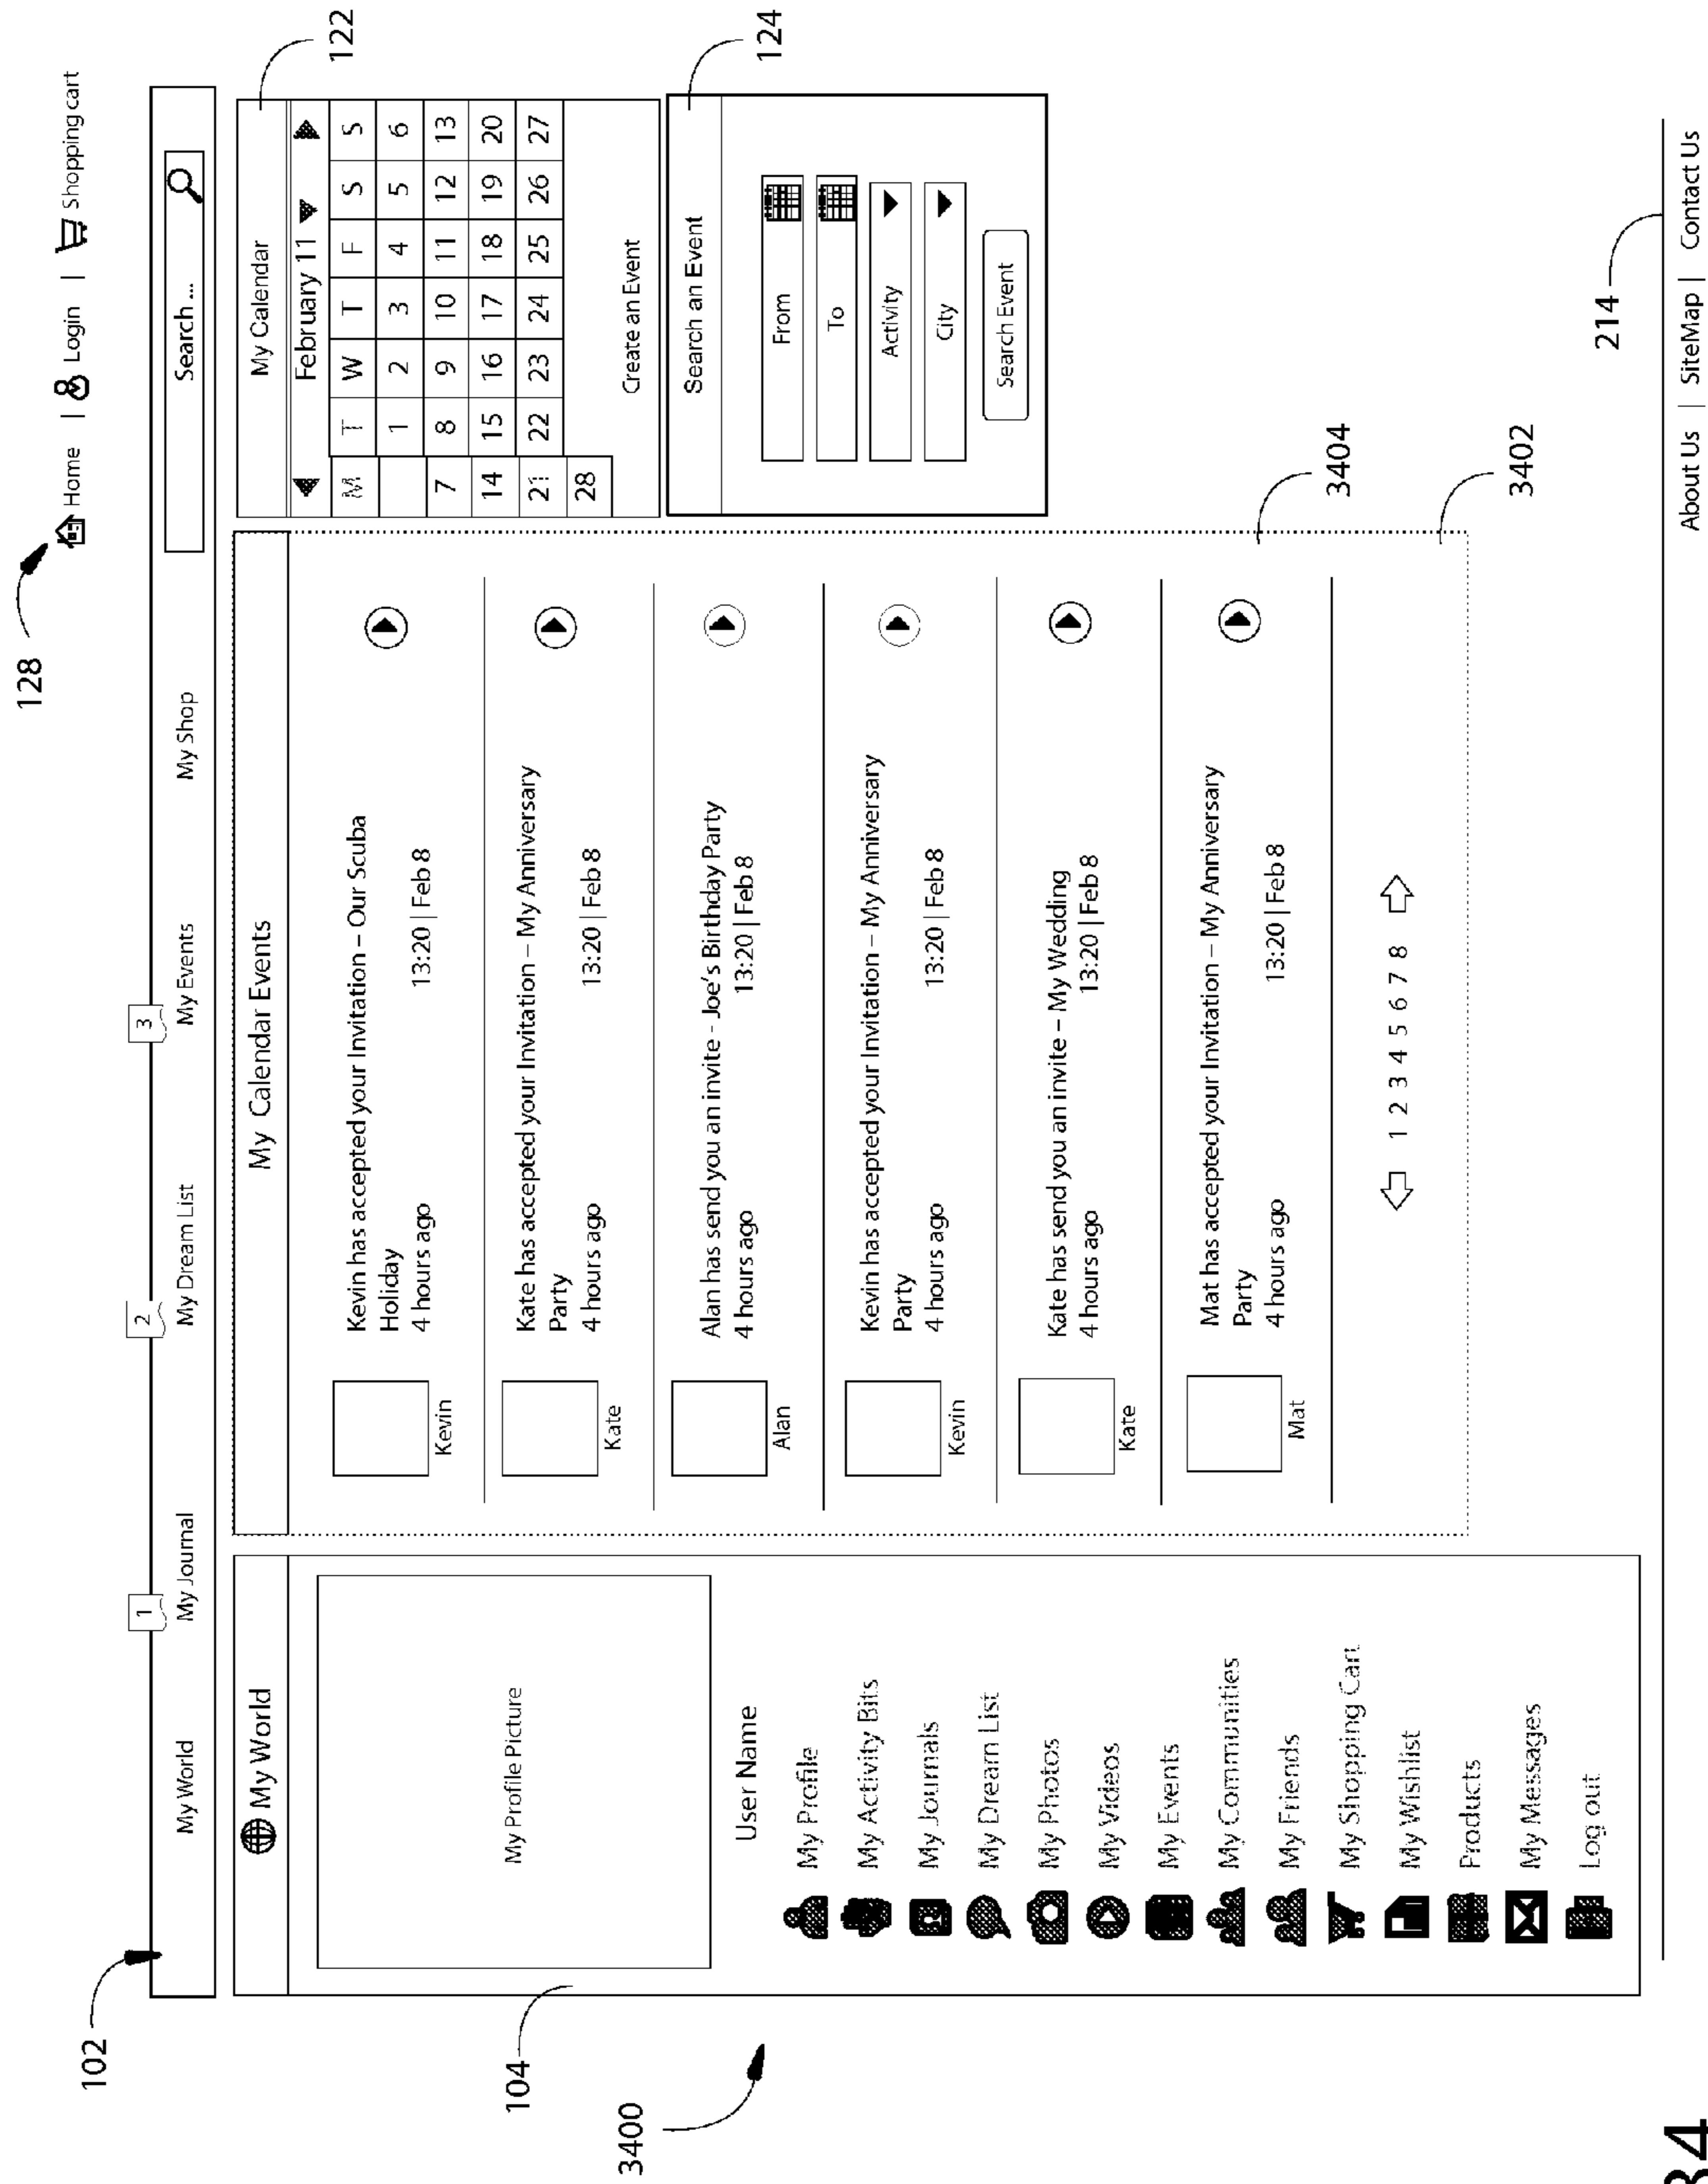 128
Home | Login | Shopping cart
102
1
2
3
My World
My Journal
My Dream List
My Events
My Shop
Search ...
My World
104
My Profile Picture
3400
User Name
My Profile
My Activity Bits
My Journals
My Dream List
My Photos
My Videos
My Events
My Communities
My Friends
My Shopping Cart
My Wishlist
Products
My Messages
Log out
My Calendar Events
Kevin
Kevin has accepted your Invitation – Our Scuba
Holiday
4 hours ago 13:20 | Feb 8
Kate
Kate has accepted your Invitation – My Anniversary
Party
4 hours ago 13:20 | Feb 8
Alan
Alan has send you an invite - Joe's Birthday Party
4 hours ago 13:20 | Feb 8
Kevin
Kevin has accepted your Invitation – My Anniversary
Party
4 hours ago 13:20 | Feb 8
Kate
Kate has send you an invite – My Wedding
4 hours ago 13:20 | Feb 8
Mat
Mat has accepted your Invitation – My Anniversary
Party
4 hours ago 13:20 | Feb 8
1 2 3 4 5 6 7 8
3404
3402
My Calendar
122
February 11
M T W T F S S
1 2 3 4 5 6
7 8 9 10 11 12 13
14 15 16 17 18 19 20
21 22 23 24 25 26 27
28
Create an Event
Search an Event
124
From
To
Activity
City
Search Event
214
About Us | SiteMap | Contact Us
34